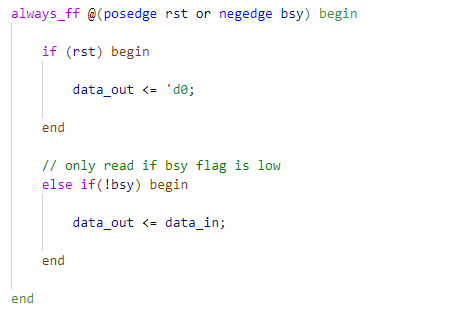 always_ff @(posedge rst or negedge bsy) begin
if (rst) begin
data_out <= 'd0;
end
// only read if bsy flag is low
else if(!bsy) begin
data_out <= data_in;
end
end